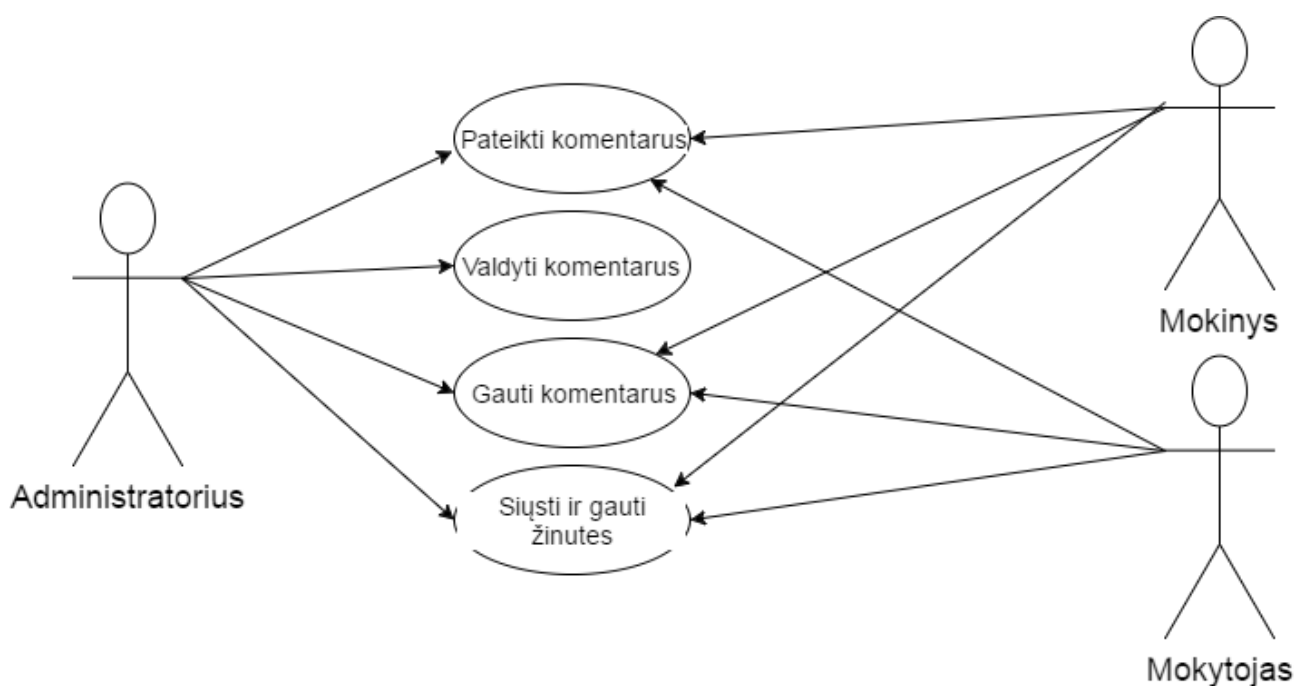 Pateikti komentarus
Valdyti komentarus
Gauti komentarus
Siųsti ir gauti
žinutes
Administratorius
Mokinys
Mokytojas